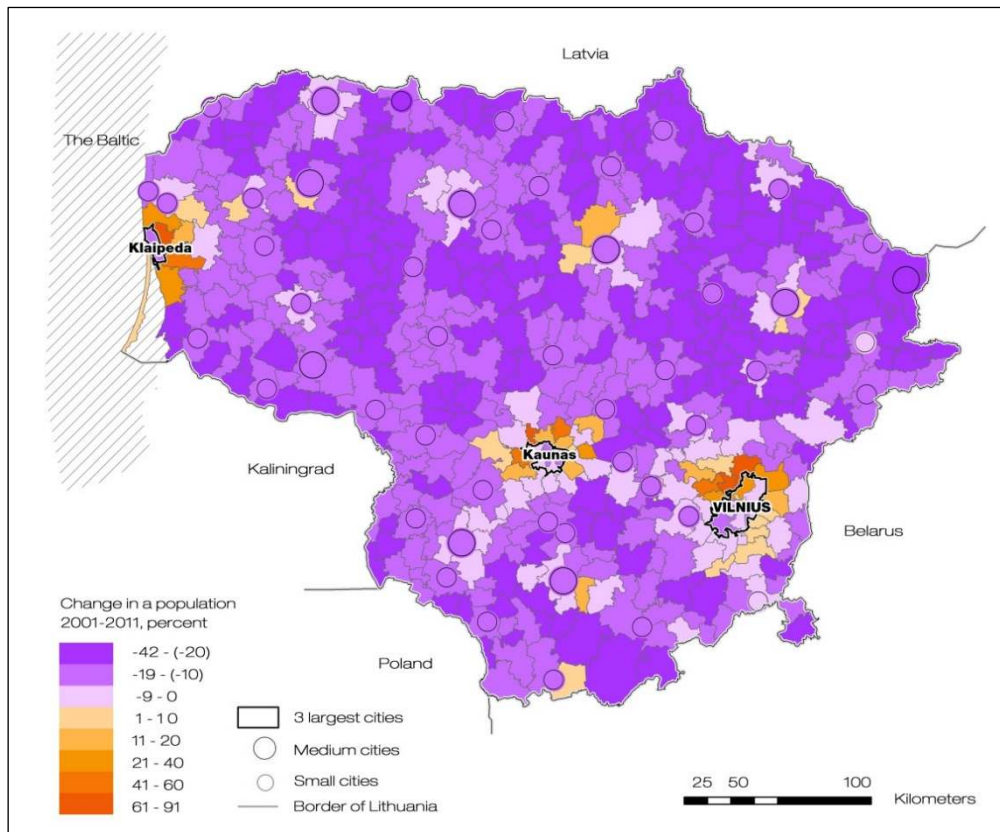 Latvia
The Baltic
Klaipedä
Kaunas
Kaliningrad
VILNIUS
Belarus
Poland
Change in a population
2001-2011, percent
-42 - (-20)
-19 - (-10)
-9 - 0
1 - 10
11 - 20
21 - 40
41 - 60
61 - 91
3 largest cities
Medium cities
Small cities
Border of Lithuania
25 50 100
Kilometers